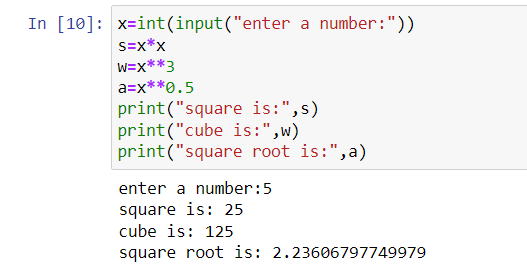 In [10]: x=int(input("enter a number:"))
s=x*x
w=x**3
a=x**0.5
print("square is:",s)
print("cube is:",w)
print("square root is:",a)
enter a number:5
square is: 25
cube is: 125
square root is: 2.23606797749979